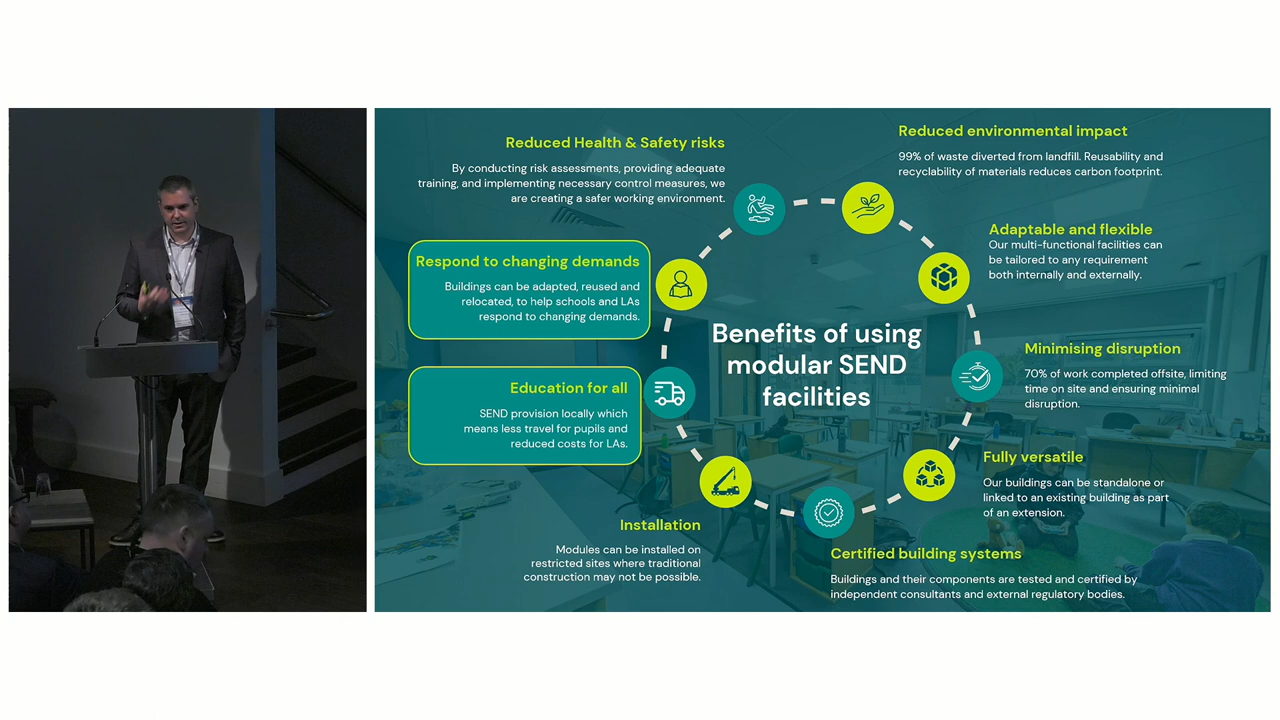 Reduced Health & Safety risks
By conducting risk assessments, providing adequate
training, and implementing necessary control measures, we
are creating a safer working environment.
Reduced environmental impact
99% of waste diverted from landfill. Reusability and
recyclability of materials reduces carbon footprint.
Adaptable and flexible
Our multi-functional facilities can
be tailored to any requirement
both internally and externally.
Respond to changing demands
Buildings can be adapted, reused and
relocated, to help schools and LAs
respond to changing demands.
Benefits of using
modular SEND
facilities
Minimising disruption
70% of work completed offsite, limiting
time on site and ensuring minimal
disruption.
Education for all
SEND provision locally which
means less travel for pupils and
reduced costs for LAs.
Fully versatile
Our buildings can be standalone or
linked to an existing building as part
of an extension.
Installation
Modules can be installed on
restricted sites where traditional
construction may not be possible.
Certified building systems
Buildings and their components are tested and certified by
independent consultants and external regulatory bodies.